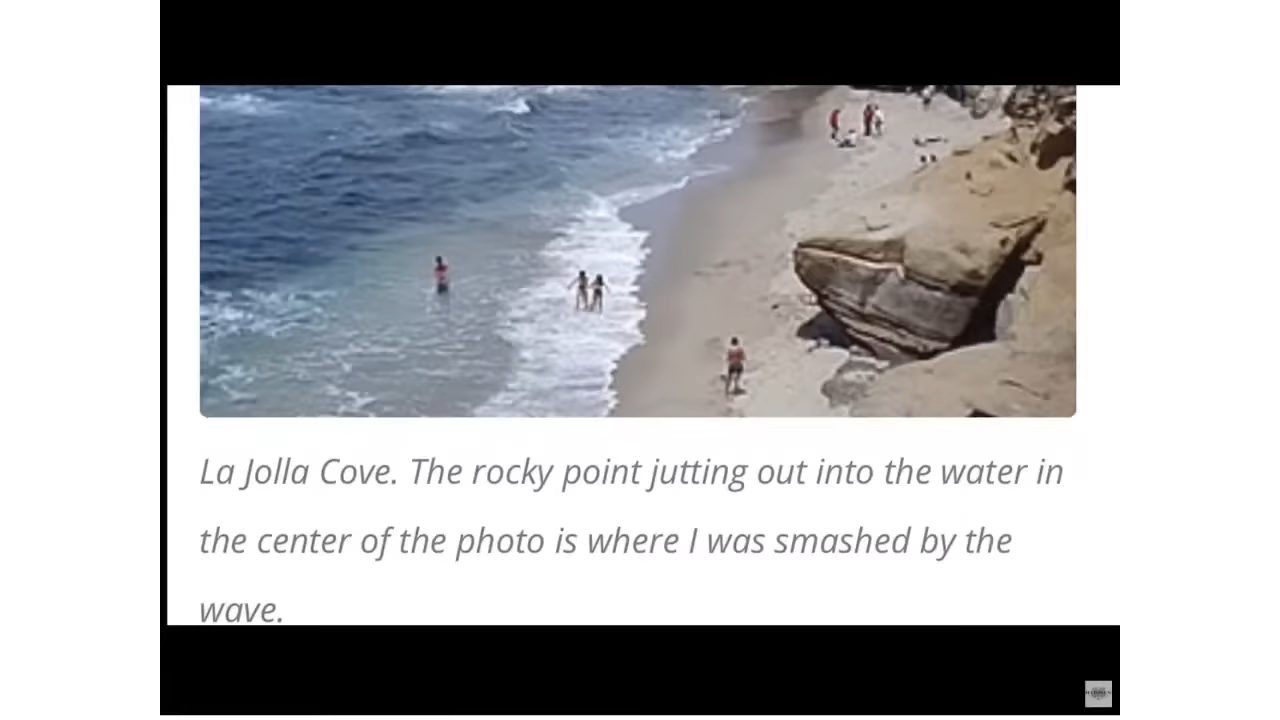 La Jolla Cove. The rocky point jutting out into the water in
the center of the photo is where I was smashed by the
wave.